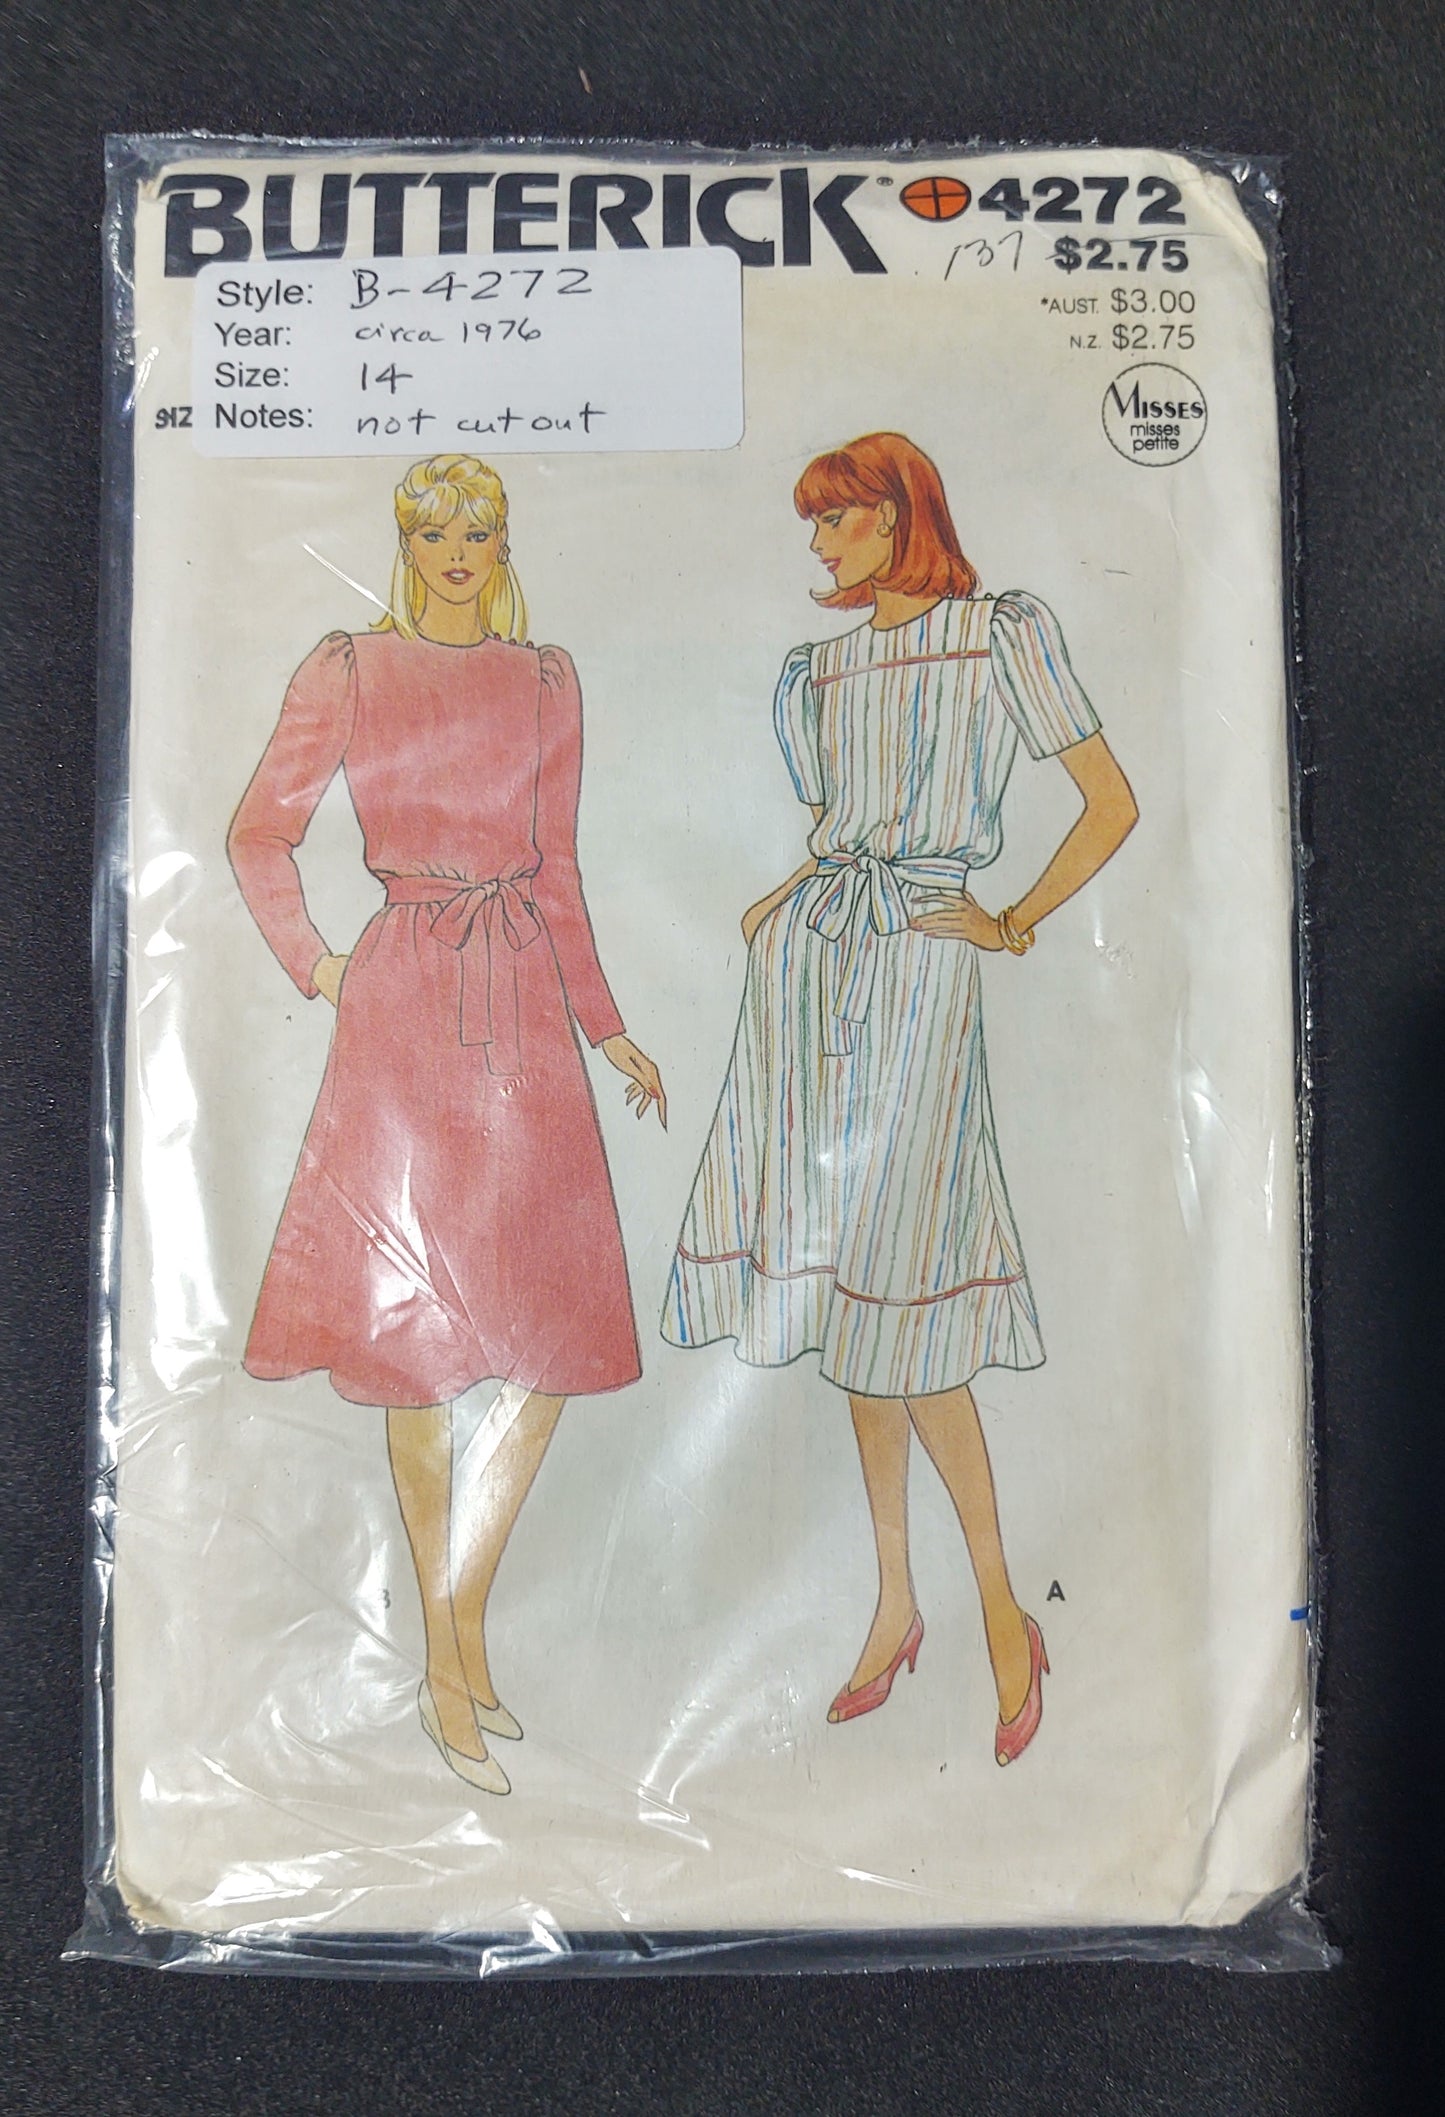 BUTTERICK® 4272
137 $2.75
*AUST. $3.00
N.Z. $2.75
MISSES
misses
petite
Style: B-4272
Year: circa 1976
Size: 14
SIZ
Notes: not cut out
B
A